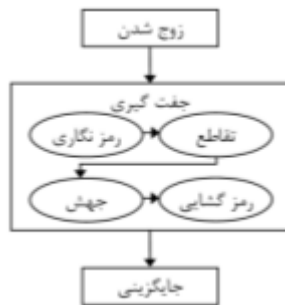 زوج شدن
جفت گیری
رمز نگاری
تقاطع
جهش
رمز گشایی
جایگزینی